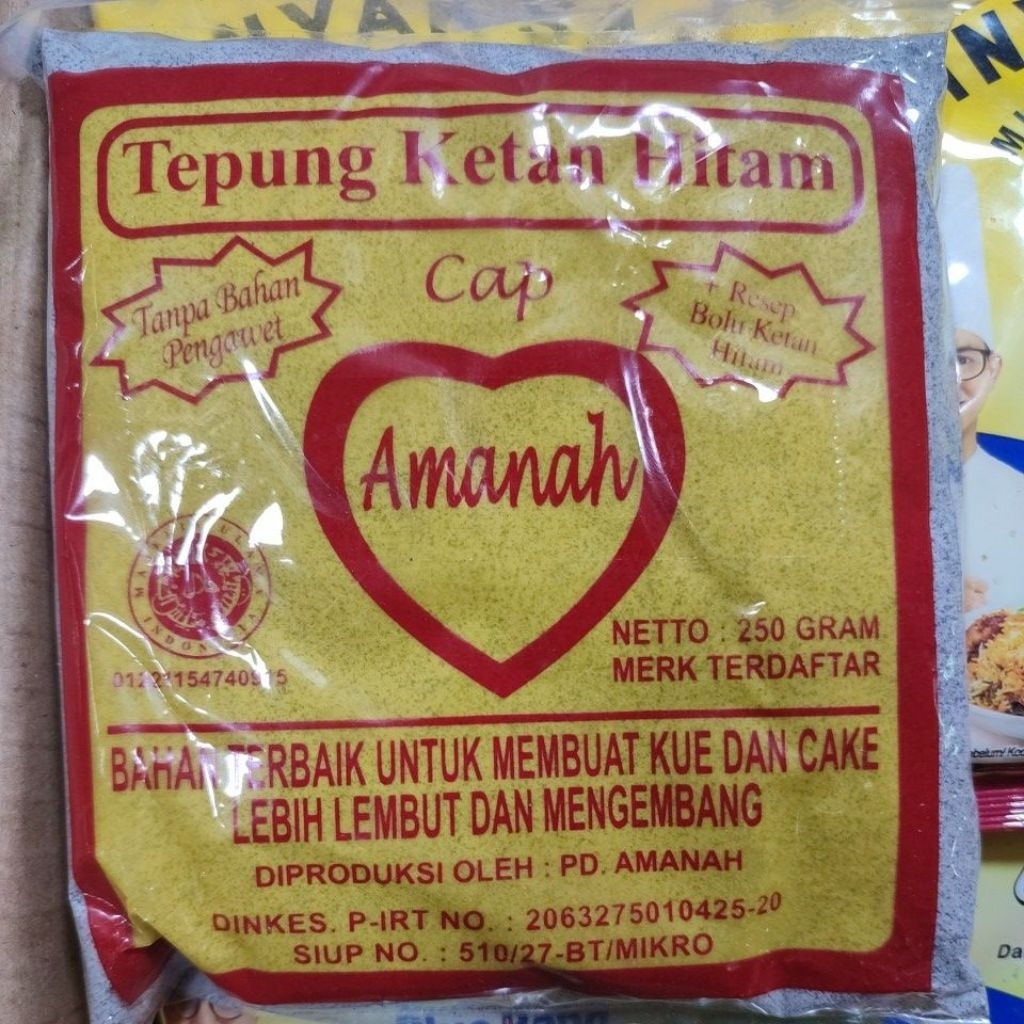 Tepung Ketan Hitam
Tanpa Bahan
Pengawet
Cap
+ Resep
Bolu Ketan
Hitam
Amanah
INDONESIA
NETTO : 250 GRAM
MERK TERDAFTAR
BAHAN TERBAIK UNTUK MEMBUAT KUE DAN CAKE
LEBIH LEMBUT DAN MENGEMBANG
DIPRODUKSI OLEH : PD. AMANAH
DINKES. P-IRT NO. : 2063275010425-20
SIUP NO. : 510/27-BT/MIKRO